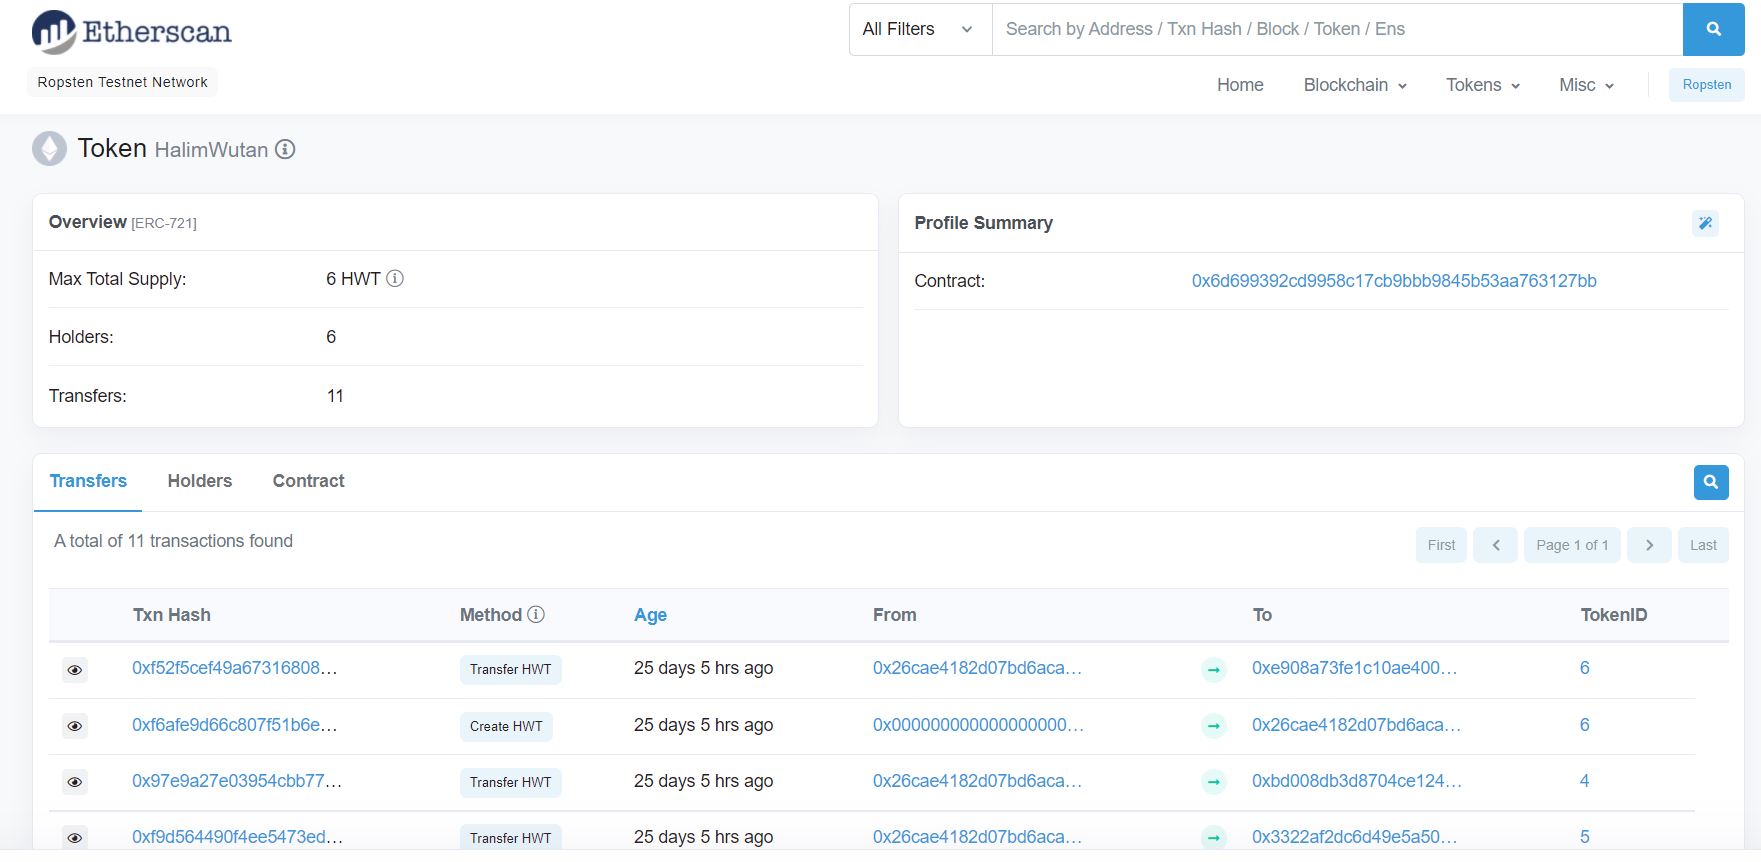 Etherscan
All Filters
Search by Address / Txn Hash / Block / Token / Ens
Ropsten Testnet Network
Home Blockchain Tokens Misc Ropsten
Token HalimWutan
Overview [ERC-721]
Max Total Supply: 6 HWT
Holders: 6
Transfers: 11
Profile Summary
Contract: 0x6d699392cd9958c17cb9bbb9845b53aa763127bb
Transfers Holders Contract
A total of 11 transactions found
First Page 1 of 1 Last
Txn Hash Method Age From To TokenID
0xf52f5cef49a67316808... Transfer HWT 25 days 5 hrs ago 0x26cae4182d07bd6aca... 0xe908a73fe1c10ae400... 6
0xf6afe9d66c807f51b6e... Create HWT 25 days 5 hrs ago 0x000000000000000000... 0x26cae4182d07bd6aca... 6
0x97e9a27e03954cbb77... Transfer HWT 25 days 5 hrs ago 0x26cae4182d07bd6aca... 0xbd008db3d8704ce124... 4
0xf9d564490f4ee5473ed... Transfer HWT 25 days 5 hrs ago 0x26cae4182d07bd6aca... 0x3322af2dc6d49e5a50... 5